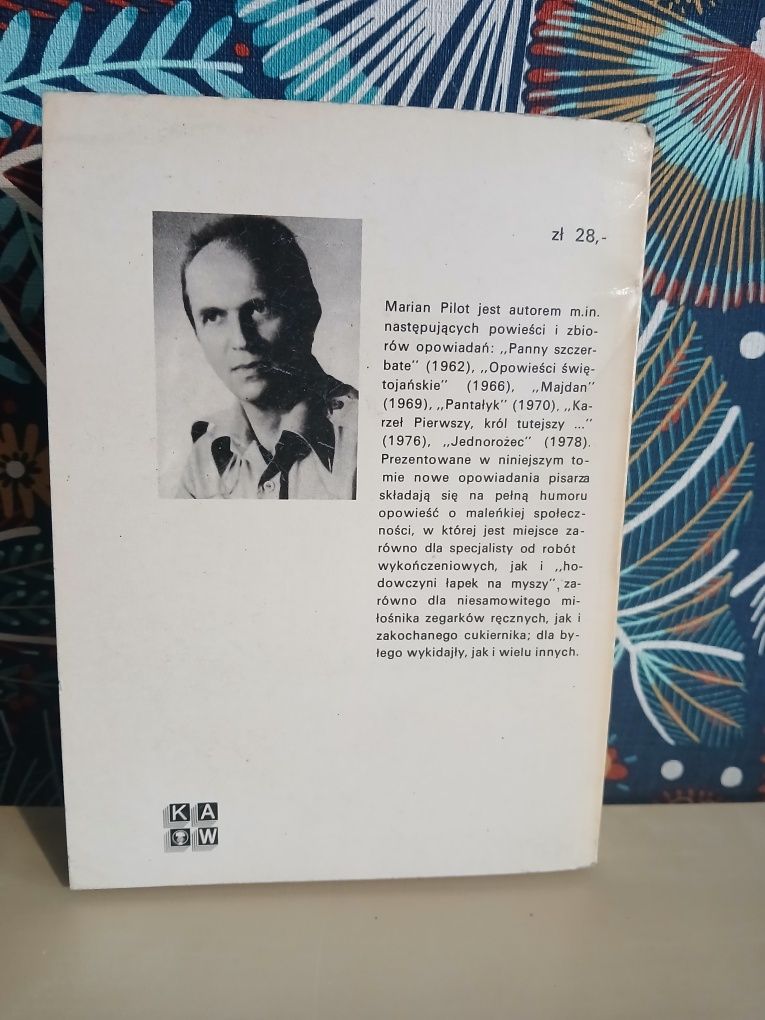 zł 28,-
Marian Pilot jest autorem m.in.
następujących powieści i zbio-
rów opowiadań: „Panny szczer-
bate" (1962), „Opowieści świę-
tojańskie" (1966), „Majdan"
(1969), „Pantałyk" (1970), „Ka-
rzeł Pierwszy, król tutejszy ..."
(1976), „Jednorożec" (1978).
Prezentowane w niniejszym to-
mie nowe opowiadania pisarza
składają się na pełną humoru
opowieść o maleńkiej społecz-
ności, w której jest miejsce za-
równo dla specjalisty od robót
wykończeniowych, jak i „ho-
dowczyni łapek na myszy", za-
równo dla niesamowitego mi-
łośnika zegarków ręcznych, jak i
zakochanego cukiernika; dla by-
łego wykidajły, jak i wielu innych.
KA
W